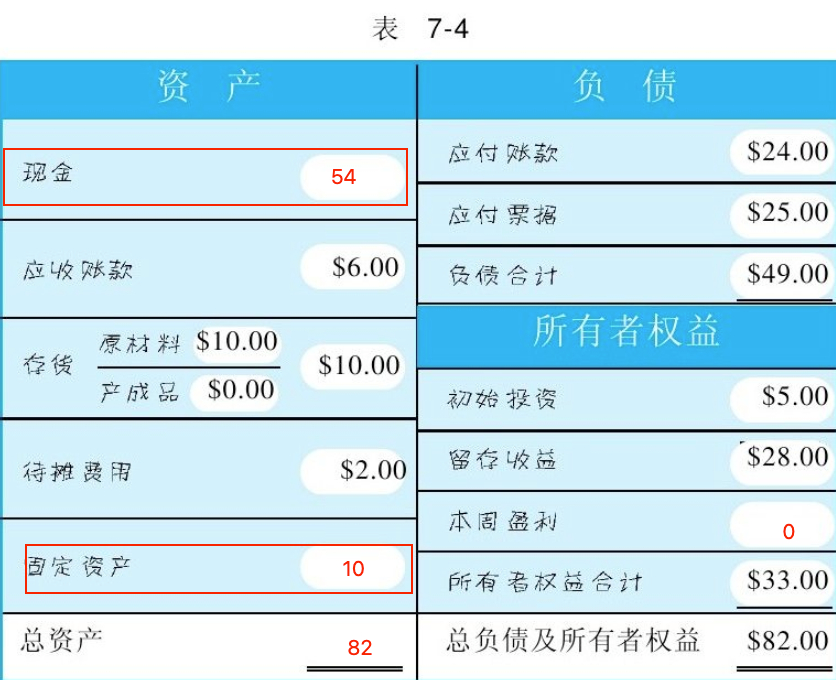 表 7-4
资 产
现金 54
应收账款 $6.00
存货 原材料 $10.00 $10.00
产成品 $0.00
待摊费用 $2.00
固定资产 10
总资产 82
负 债
应付账款 $24.00
应付票据 $25.00
负债合计 $49.00
所有者权益
初始投资 $5.00
留存收益 $28.00
本周盈利 0
所有者权益合计 $33.00
总负债及所有者权益 $82.00